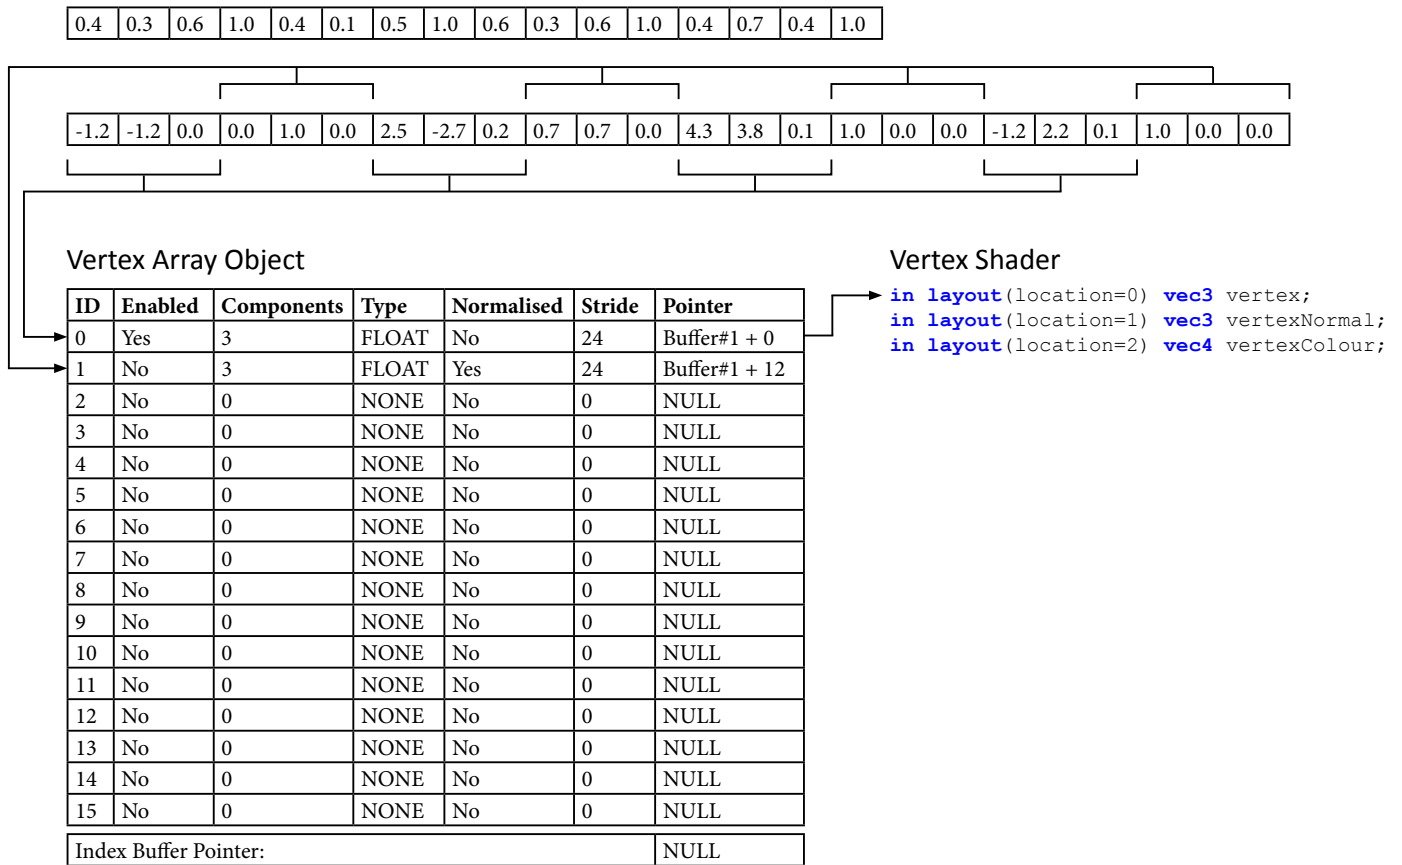 0.4 0.3 0.6 1.0 0.4 0.1 0.5 1.0 0.6 0.3 0.6 1.0 0.4 0.7 0.4 1.0
-1.2 -1.2 0.0 0.0 1.0 0.0 2.5 -2.7 0.2 0.7 0.7 0.0 4.3 3.8 0.1 1.0 0.0 0.0 -1.2 2.2 0.1 1.0 0.0 0.0
Vertex Array Object
ID Enabled Components Type Normalised Stride Pointer
0 Yes 3 FLOAT No 24 Buffer#1 + 0
1 No 3 FLOAT Yes 24 Buffer#1 + 12
2 No 0 NONE No 0 NULL
3 No 0 NONE No 0 NULL
4 No 0 NONE No 0 NULL
5 No 0 NONE No 0 NULL
6 No 0 NONE No 0 NULL
7 No 0 NONE No 0 NULL
8 No 0 NONE No 0 NULL
9 No 0 NONE No 0 NULL
10 No 0 NONE No 0 NULL
11 No 0 NONE No 0 NULL
12 No 0 NONE No 0 NULL
13 No 0 NONE No 0 NULL
14 No 0 NONE No 0 NULL
15 No 0 NONE No 0 NULL
Index Buffer Pointer: NULL
Vertex Shader
in layout(location=0) vec3 vertex;
in layout(location=1) vec3 vertexNormal;
in layout(location=2) vec4 vertexColour;